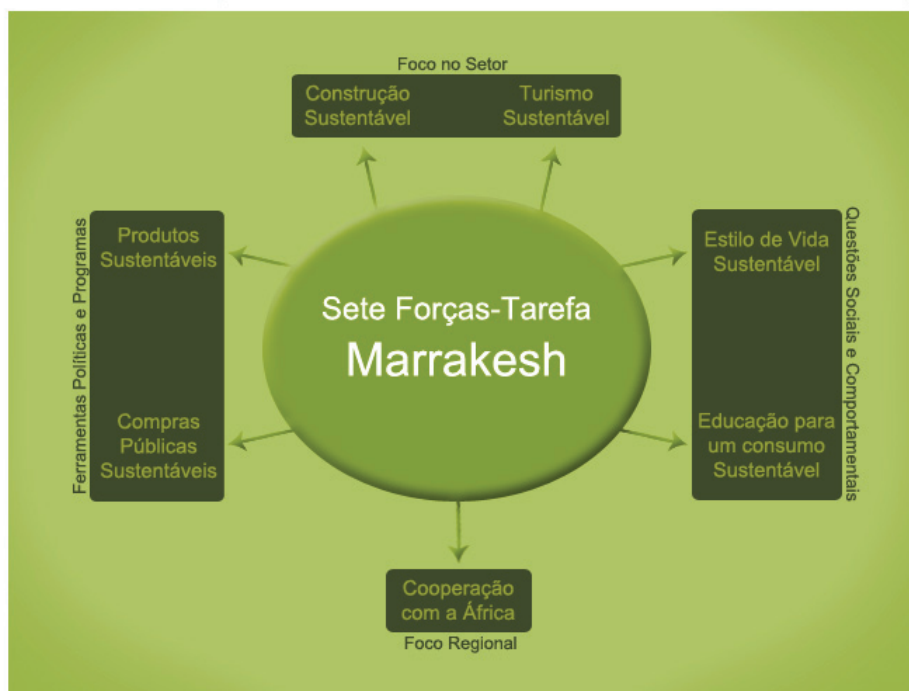 Foco no Setor
Construção
Sustentável
Turismo
Sustentável
Ferramentas Políticas e Programas
Produtos
Sustentáveis
Compras
Públicas
Sustentáveis
Sete Forças-Tarefa
Marrakesh
Estilo de Vida
Sustentável
Educação para
um consumo
Sustentável
Questões Sociais e Comportamentais
Cooperação
com a África
Foco Regional